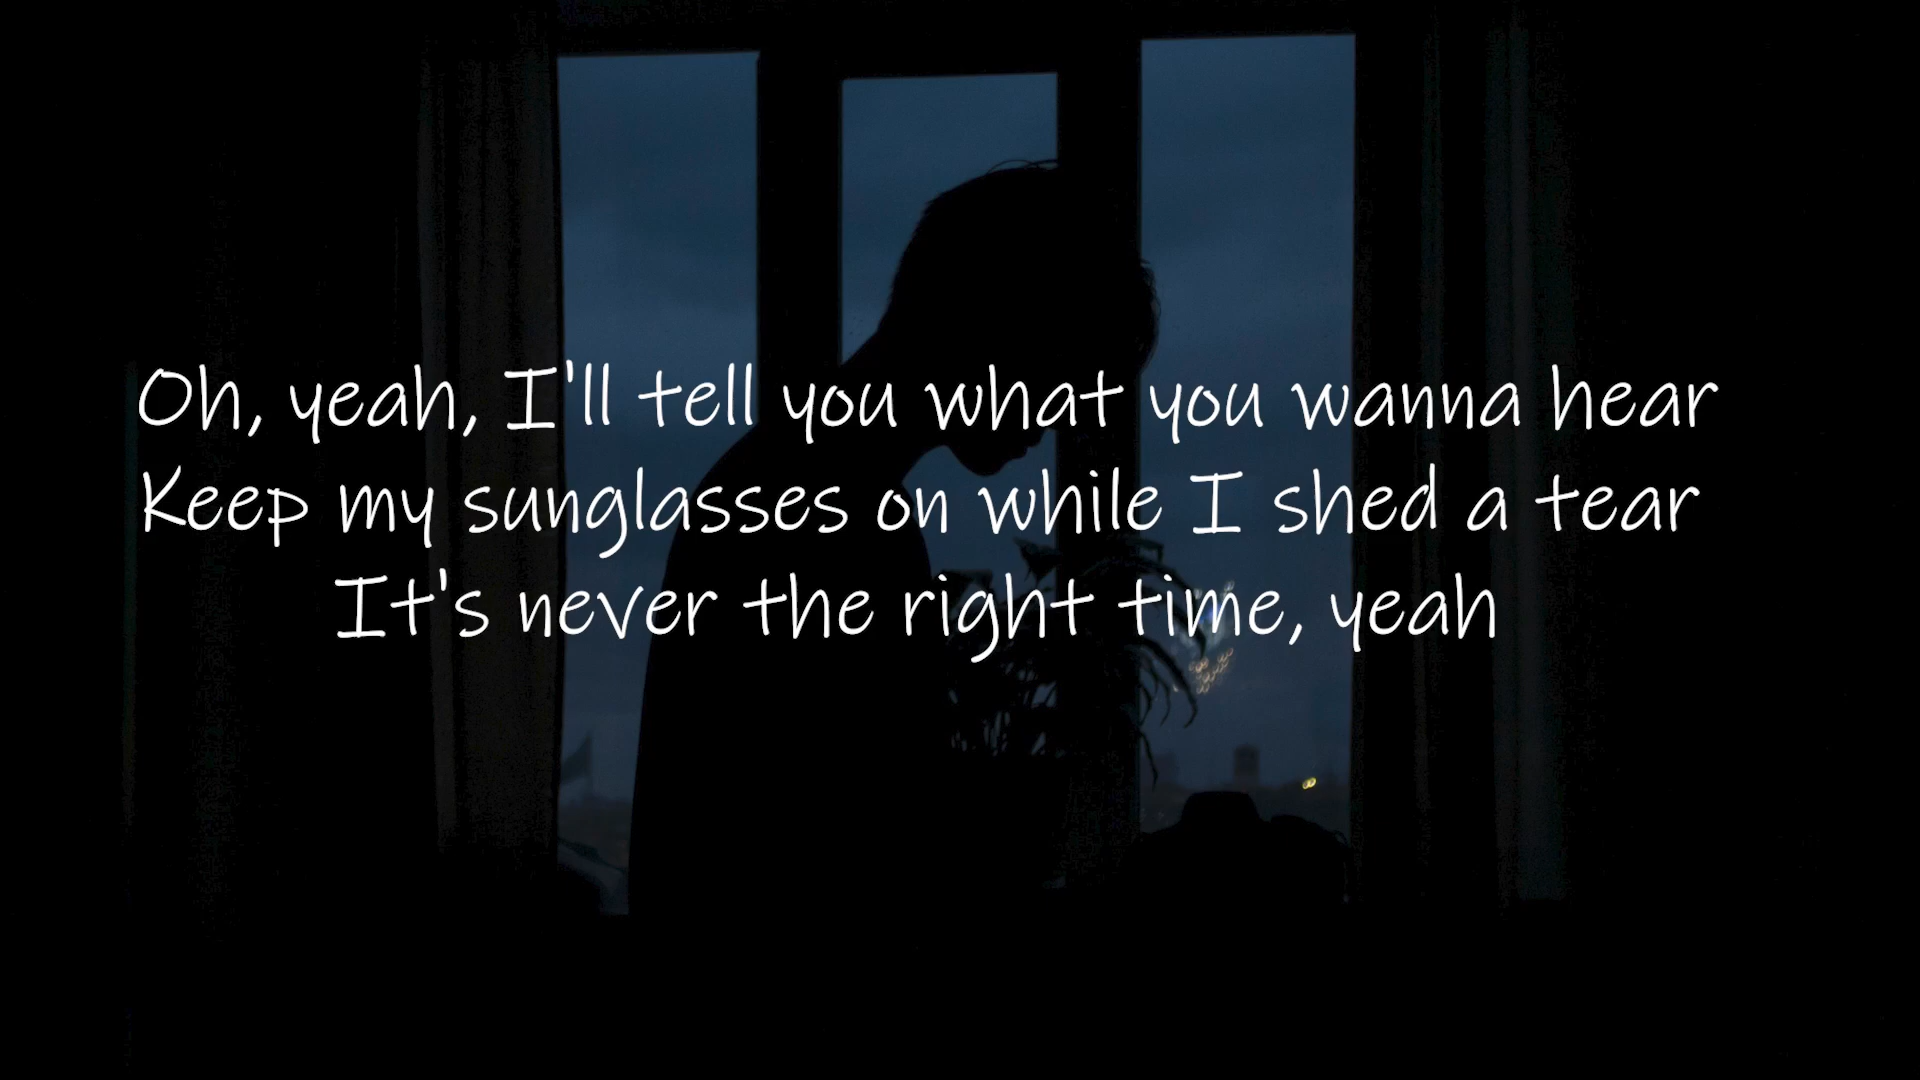 Oh, yeah, I'll tell you what you wanna hear
Keep my sunglasses on while I shed a tear
It's never the right time, yeah